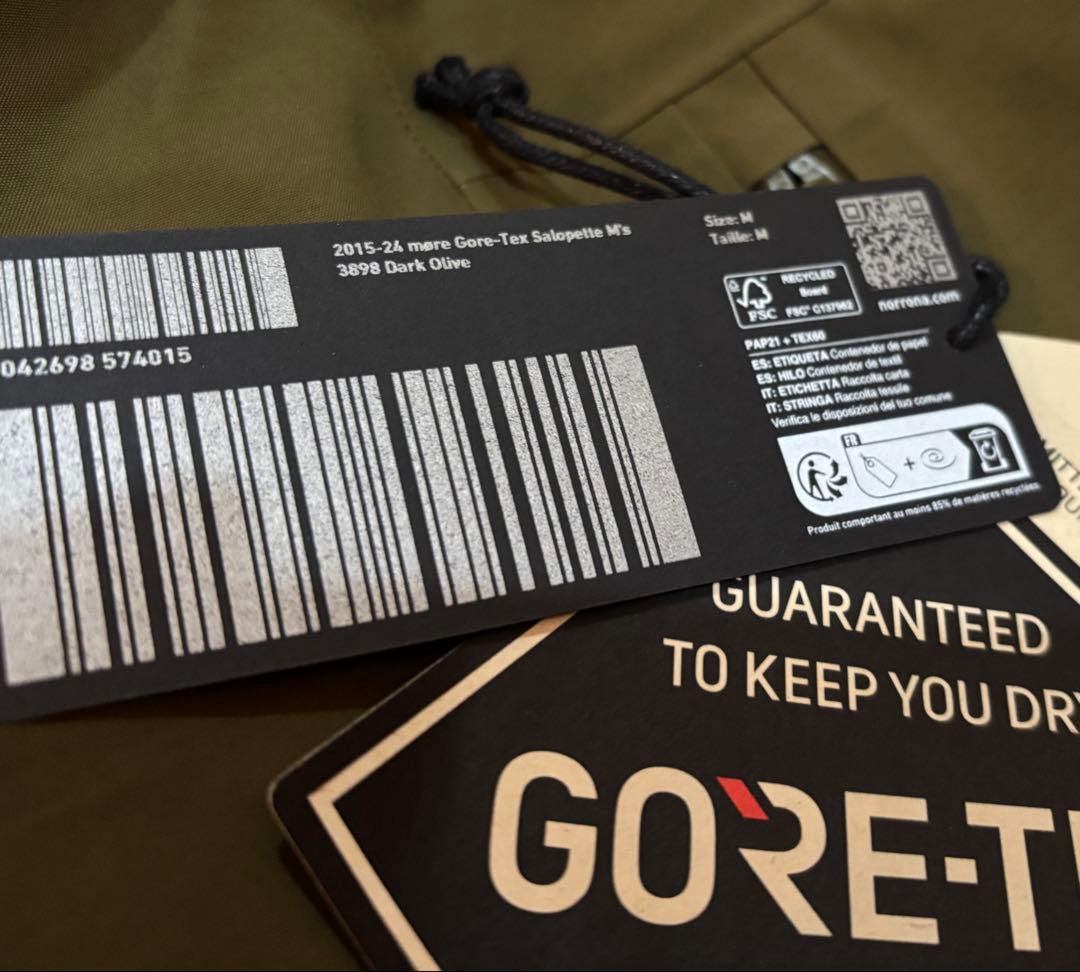 2015-24 møre Gore-Tex Salopette M's
3898 Dark Olive
042698 574015
Size: M
Taille: M
norrona.com
FSC
RECYCLED
Board
FSC® C137962
PAP21 + TEX60
ES: ETIQUETA Contenedor de papel
ES: HILO Contenedor de textil
IT: ETICHETTA Raccolta carta
IT: STRINGA Raccolta tessile
Verifica le disposizioni del tuo comune
FR
+
Produit comportant au moins 85% de matières recyclées
GUARANTEED
TO KEEP YOU DRY
GORE-T